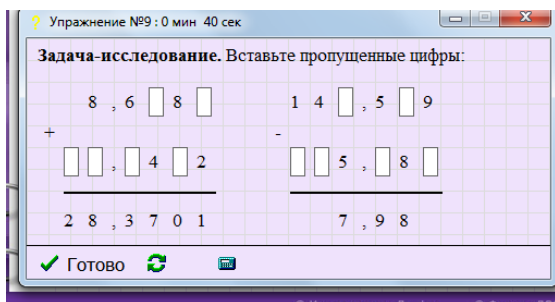 Упражнение №9 : 0 мин 40 сек
Задача-исследование. Вставьте пропущенные цифры:
8 , 6 □ 8 □
+
□ □ , □ 4 □ 2
2 8 , 3 7 0 1
1 4 □ , 5 □ 9
-
□ □ 5 , □ 8 □
7 , 9 8
Готово